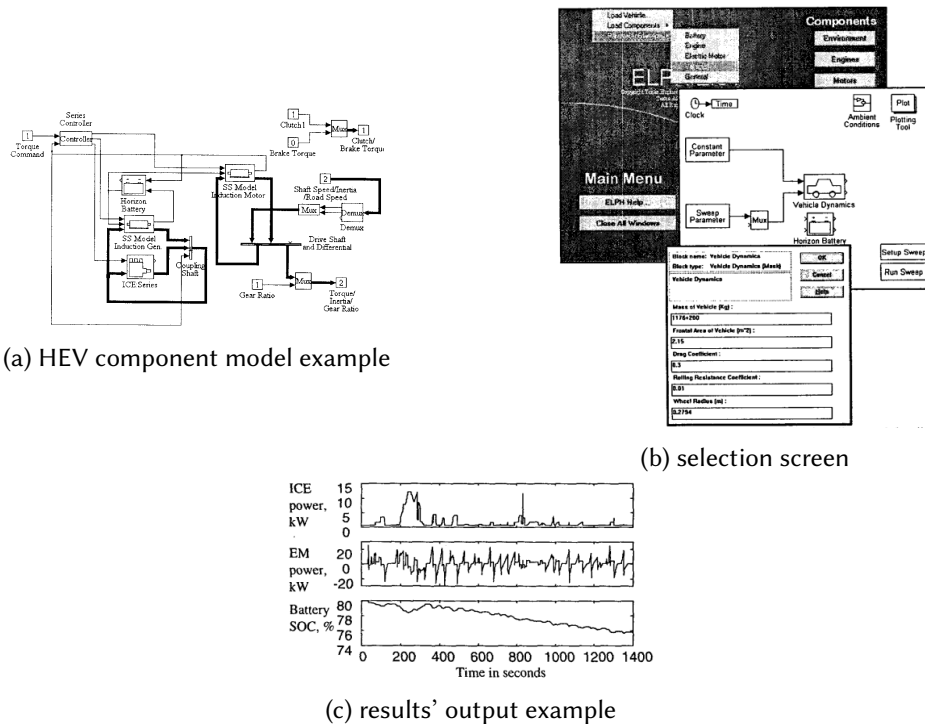 Series
Controller
1
Torque
Command
Controller
Horizon
Battery
SS Model
Induction Gen.
ICE Series
Coupling
Shaft
SS Model
Induction Motor
1
Clutch1
0
Brake Torque
Mux
1
Clutch/
Brake Torque
2
Shaft Speed/Inertia
/Road Speed
Mux
Demux
Demux
Drive Shaft
and Differential
1
Gear Ratio
Mux
2
Torque/
Inertia/
Gear Ratio
(a) HEV component model example
Load Vehicle...
Load Components
Battery
Engine
Electric Motor
General
Components
Environment
Engines
Motors
Main Menu
ELPH Help...
Close All Windows
Clock
Time
Ambient
Conditions
Plot
Plotting
Tool
Constant
Parameter
Sweep
Parameter
Mux
Vehicle Dynamics
Horizon Battery
Setup Sweep
Run Sweep
Block name: Vehicle Dynamics
Block type: Vehicle Dynamics (Mask)
OK
Cancel
Help
Vehicle Dynamics
Mass of Vehicle (Kg) :
1176+200
Frontal Area of Vehicle (m^2) :
2.15
Drag Coefficient :
0.3
Rolling Resistance Coefficient :
0.01
Wheel Radius (m) :
0.2794
(b) selection screen
ICE
power,
kW
15
10
5
0
EM
power,
kW
20
0
-20
Battery
SOC, %
80
78
76
74
0 200 400 600 800 1000 1200 1400
Time in seconds
(c) results' output example